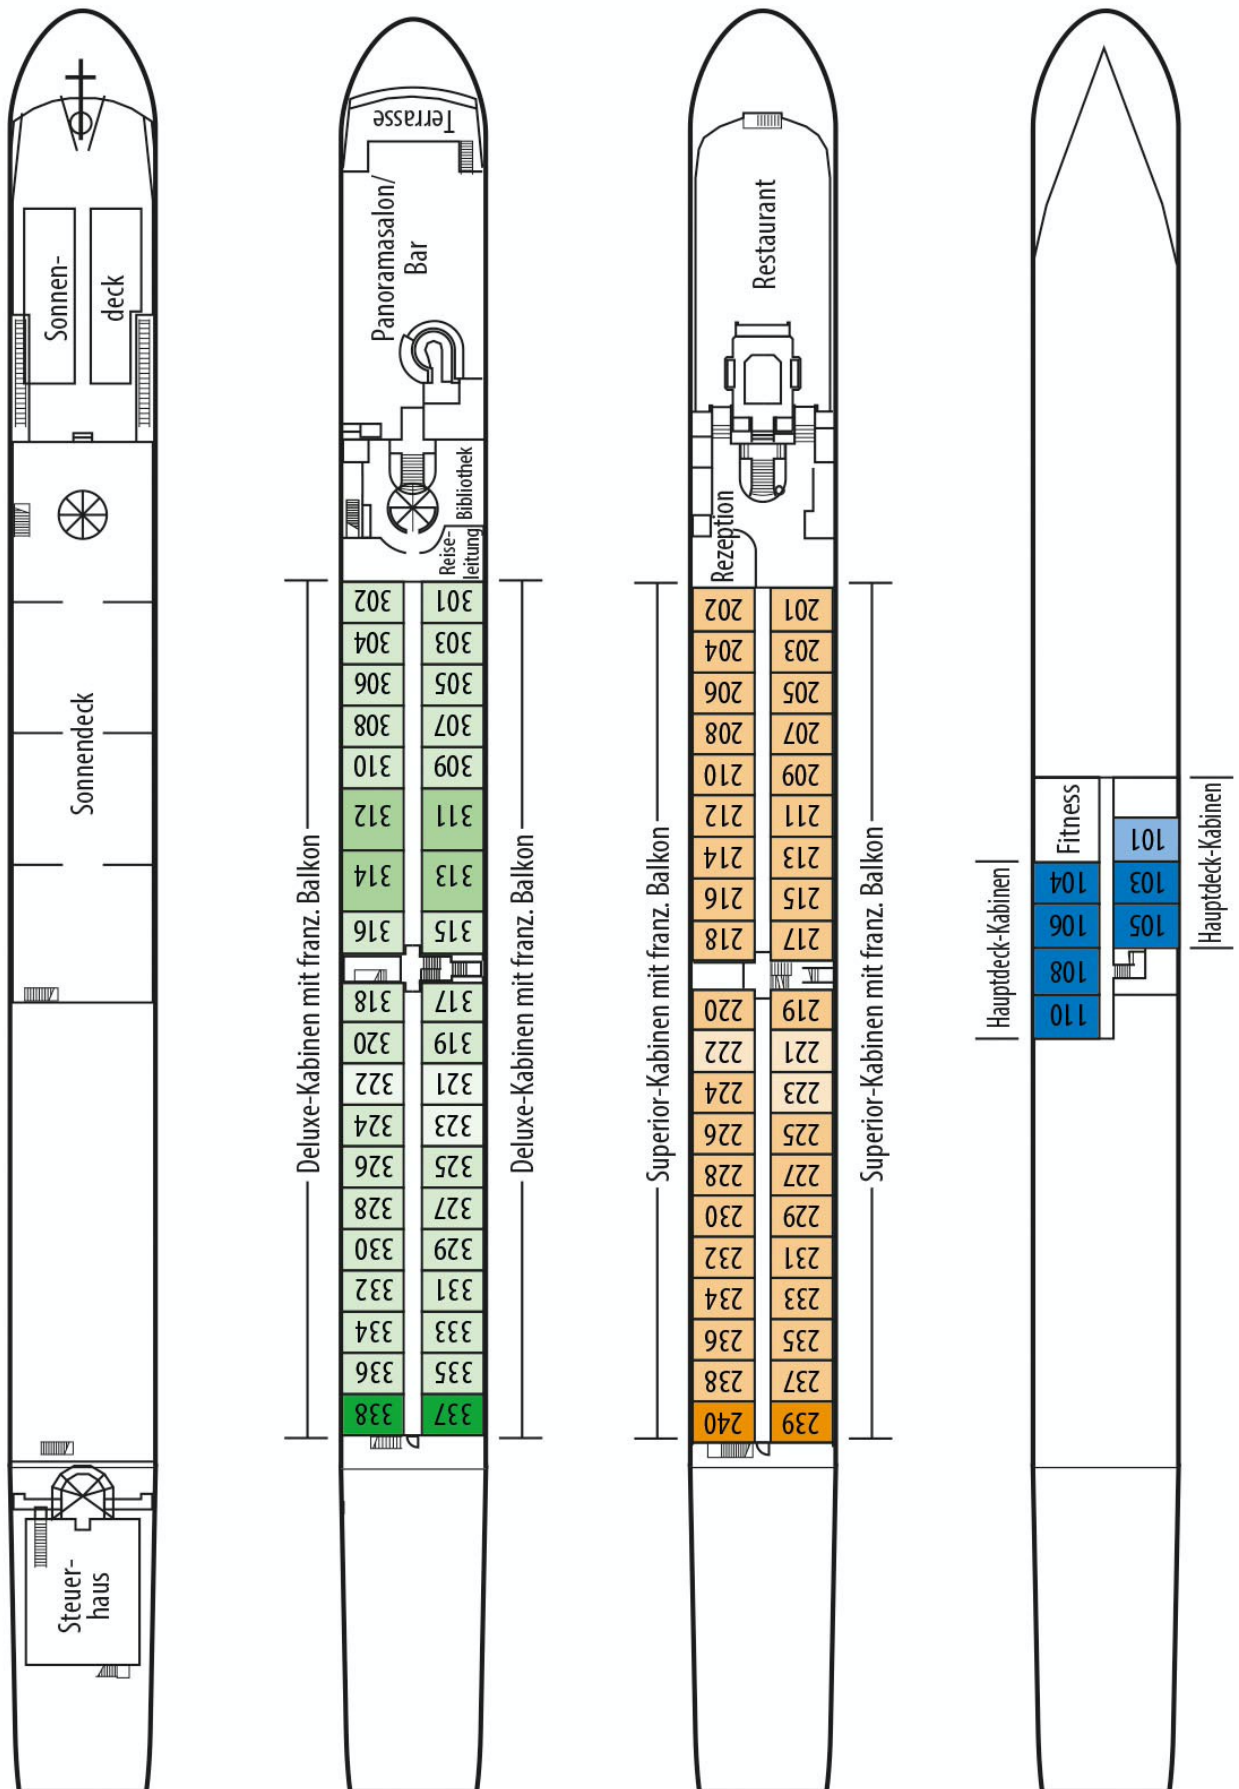 Sonnen-
deck
Sonnendeck
Steuer-
haus
Terrasse
Panoramasalon/
Bar
Bibliothek
Reise-
leitung
Deluxe-Kabinen mit franz. Balkon
302 301
304 303
306 305
308 307
310 309
312 311
314 313
316 315
318 317
320 319
322 321
324 323
326 325
328 327
330 329
332 331
334 333
336 335
338 337
Deluxe-Kabinen mit franz. Balkon
Restaurant
Rezeption
Superior-Kabinen mit franz. Balkon
202 201
204 203
206 205
208 207
210 209
212 211
214 213
216 215
218 217
220 219
222 221
224 223
226 225
228 227
230 229
232 231
234 233
236 235
238 237
240 239
Superior-Kabinen mit franz. Balkon
Hauptdeck-Kabinen
Fitness
101
104 103
106 105
108
110
Hauptdeck-Kabinen